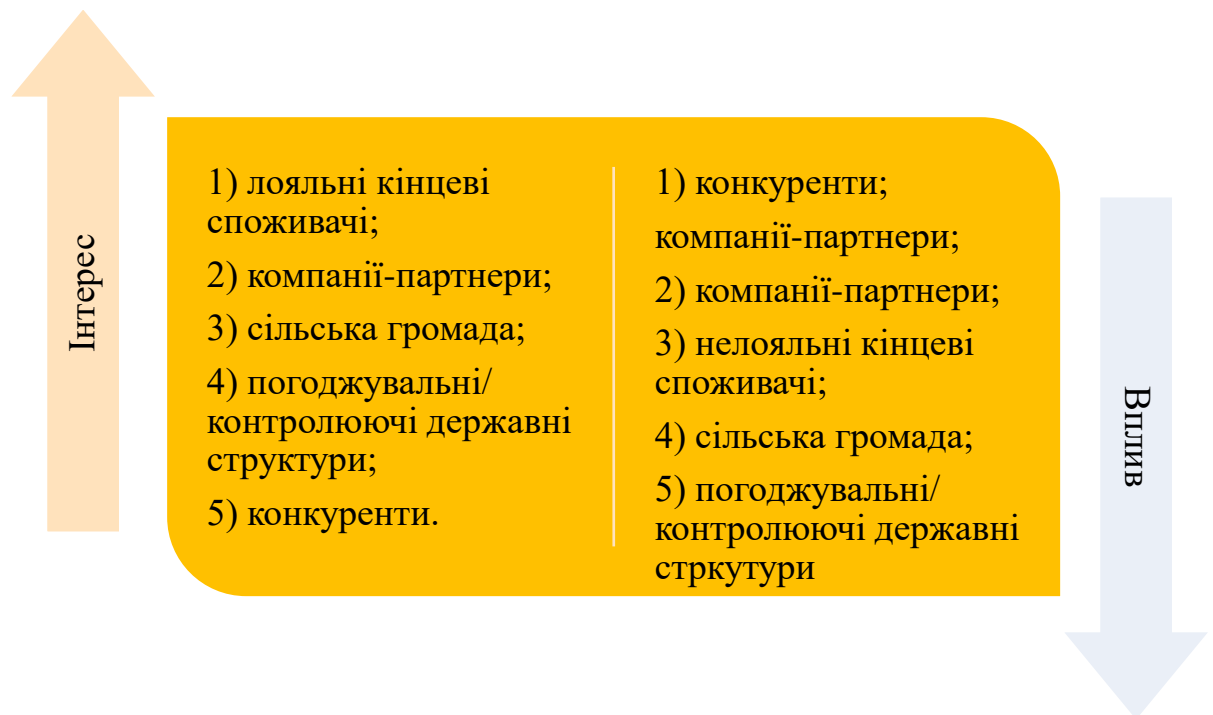 Інтерес
1) лояльні кінцеві
споживачі;
2) компанії-партнери;
3) сільська громада;
4) погоджувальні/
контролюючі державні
структури;
5) конкуренти.
1) конкуренти;
компанії-партнери;
2) компанії-партнери;
3) нелояльні кінцеві
споживачі;
4) сільська громада;
5) погоджувальні/
контролюючі державні
стркутури
Вплив